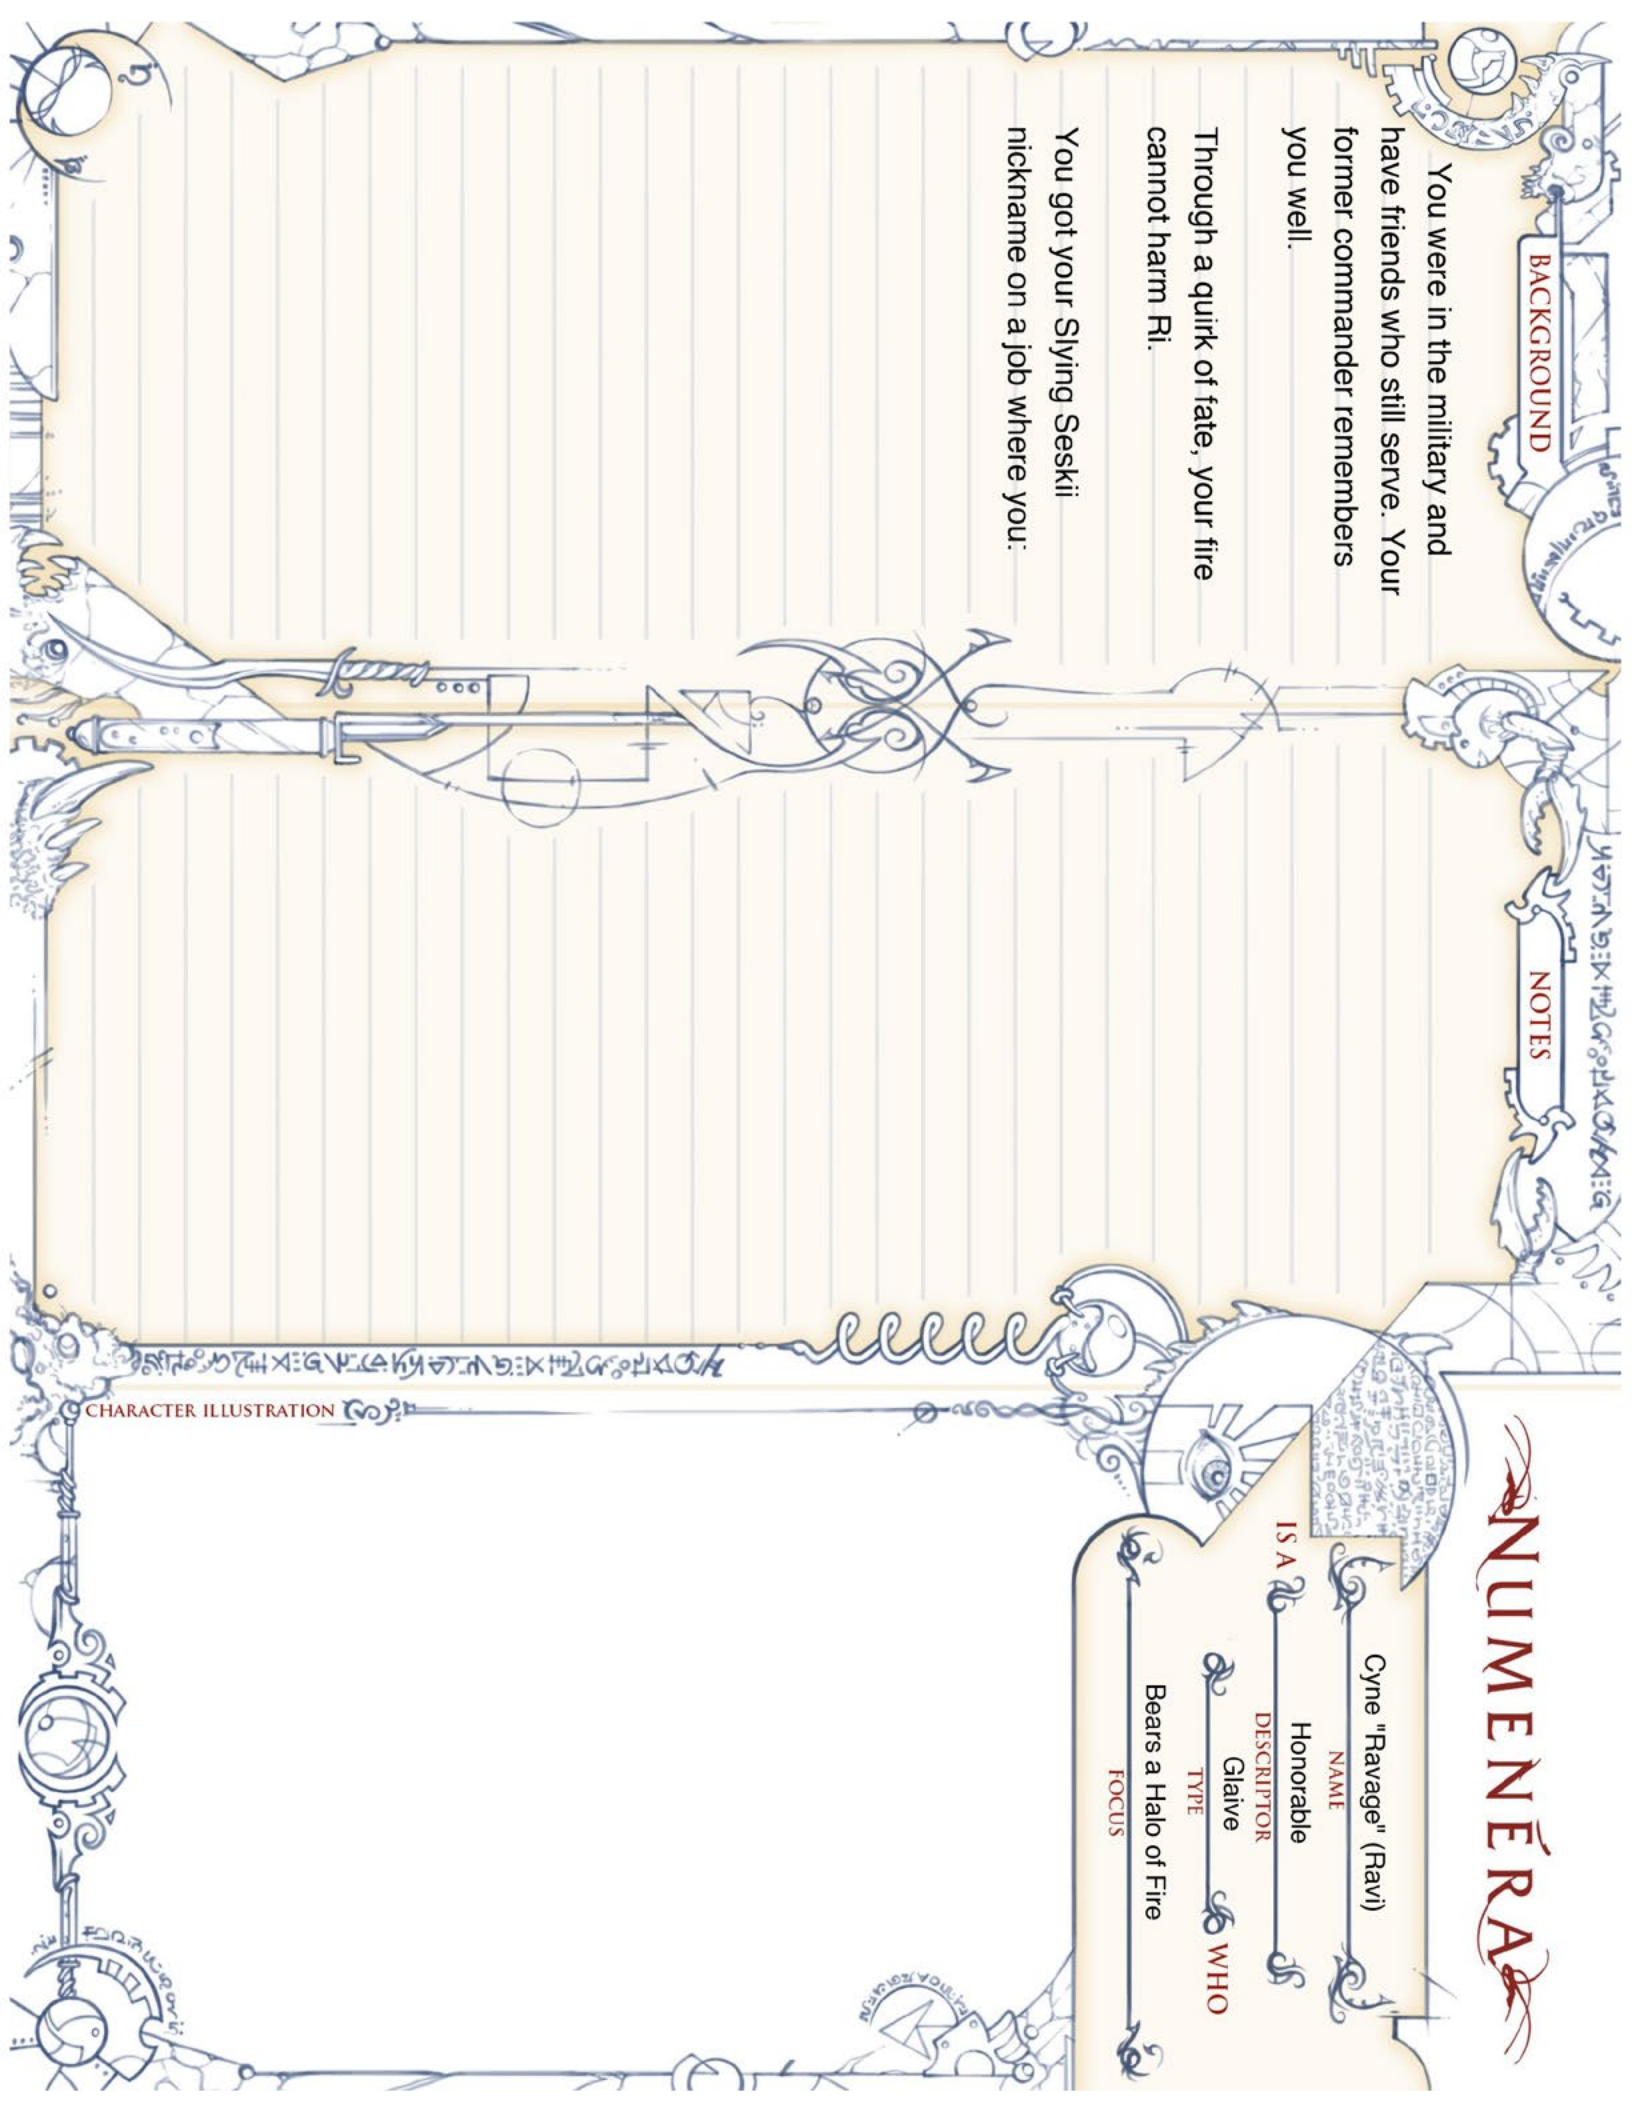 BACKGROUND
You were in the military and
have friends who still serve. Your
former commander remembers
you well.
Through a quirk of fate, your fire
cannot harm Ri.
You got your Slying Seskii
nickname on a job where you:
NOTES
NUMENERA
Cyne "Ravage" (Ravi)
NAME
IS A
Honorable
DESCRIPTOR
Glaive
WHO
TYPE
Bears a Halo of Fire
FOCUS
CHARACTER ILLUSTRATION